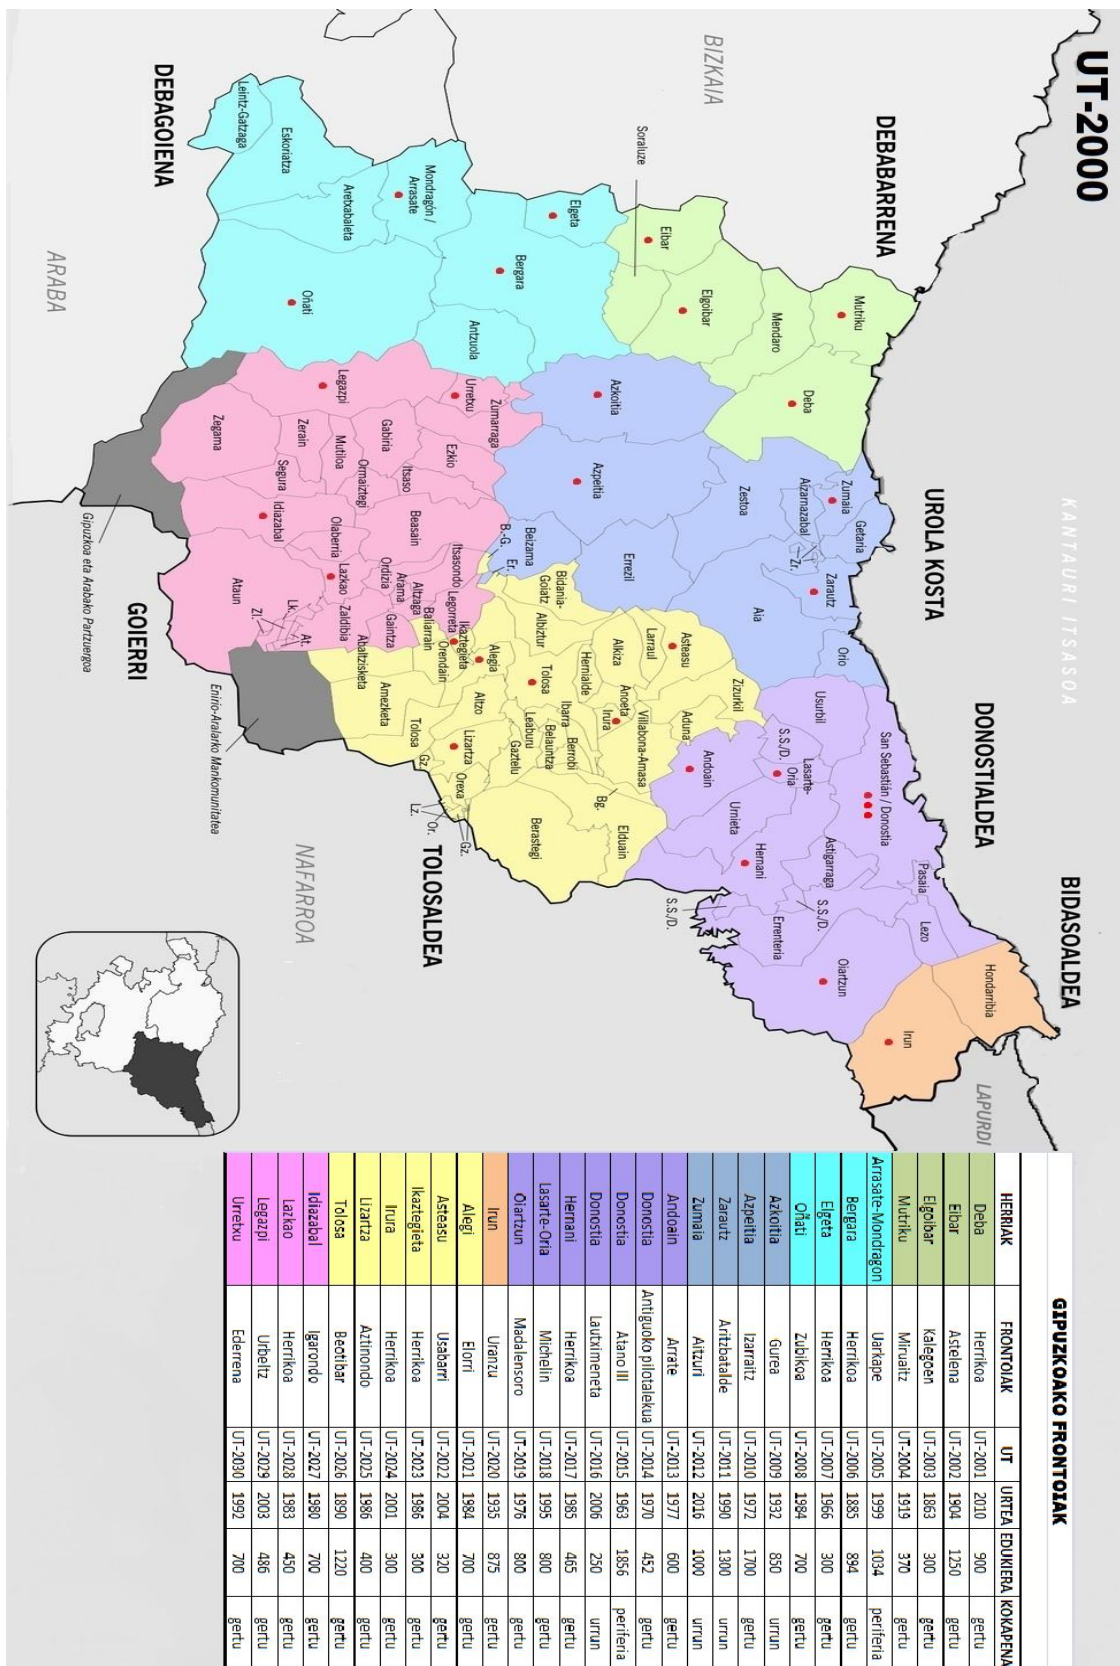 UT-2000
BIZKAIA
DEBABARRENA
UROLA KOSTA
KANTAURI ITSASOA
DONOSTIALDEA
BIDASOALDEA
LAPURDI
DEBAGOIENA
ARABA
GOIERRI
TOLOSALDEA
NAFARROA
Soraluze
Mutriku
Mendaro
Deba
Elgoibar
Eibar
Elgeta
Bergara
Antzuola
Mondragón /
Arrasate
Aretxabaleta
Eskoriatza
Leintz-Gatzaga
Oñati
Zumaia
Getaria
Aizarnazabal
Zr.
Zarautz
Zestoa
Aia
Orio
Azkoitia
Azpeitia
Errezil
Beizama
B.-G.
Er.
Legazpi
Urretxu
Zumarraga
Ezkio
Itsaso
Gabiria
Ormaiztegi
Mutiloa
Zerain
Segura
Zegama
Idiazabal
Olaberria
Beasain
Lazkao
Ordizia
Arama
Altzaga
Itsasondo
Legorreta
Zaldibia
Gaintza
Ataun
Lk.
Zl.
At.
Bidania-
Goiatz
Albiztur
Asteasu
Larraul
Alkiza
Hernialde
Anoeta
Irura
Zizurkil
Aduna
Villabona-Amasa
Tolosa
Ibarra
Leaburu
Belauntza
Berrobi
Gaztelu
Alegia
Ikaztegieta
Baliarrain
Orendain
Abaltzisketa
Amezketa
Altzo
Tolosa
Lizartza
Gz.
Orexa
Lz.
Or.
Gz.
Bg.
Elduain
Berastegi
Usurbil
S.S./D.
Lasarte-
Oria
San Sebastián / Donostia
Andoain
Urnieta
Hernani
Astigarraga
Pasaia
Lezo
S.S./D.
S.S./D.
Errenteria
Oiartzun
Irun
Hondarribia
Gipuzkoa eta Arabako Partzuergoa
Enirio-Aralarko Mankomunitatea
GIPUZKOAKO FRONTOIAK
HERRIAK FRONTOIAK UT URTEA EDUKIERA KOKAPENA
Deba Herrikoa UT-2001 2010 900 gertu
Eibar Astelena UT-2002 1904 1250 gertu
Elgoibar Kalegoen UT-2003 1863 300 gertu
Mutriku Miruaitz UT-2004 1919 370 gertu
Arrasate-Mondragon Uarkape UT-2005 1999 1034 periferia
Bergara Herrikoa UT-2006 1885 894 gertu
Elgeta Herrikoa UT-2007 1966 300 gertu
Oñati Zubikoa UT-2008 1984 700 gertu
Azkoitia Gurea UT-2009 1932 850 urrun
Azpeitia Izarraitz UT-2010 1972 1700 gertu
Zarautz Aritzbatalde UT-2011 1990 1300 urrun
Zumaia Aitzuri UT-2012 2016 1000 urrun
Andoain Arrate UT-2013 1977 600 gertu
Donostia Antiguoko pilotalekua UT-2014 1970 452 gertu
Donostia Atano III UT-2015 1963 1856 periferia
Donostia Lautximeneta UT-2016 2006 250 urrun
Hernani Herrikoa UT-2017 1985 465 gertu
Lasarte-Oria Michelin UT-2018 1995 800 gertu
Oiartzun Madalensoro UT-2019 1976 800 gertu
Irun Uranzu UT-2020 1935 875 gertu
Alegi Elorri UT-2021 1984 700 gertu
Asteasu Usabarri UT-2022 2004 320 gertu
Ikaztegieta Herrikoa UT-2023 1986 300 gertu
Irura Herrikoa UT-2024 2001 300 gertu
Lizartza Aztinondo UT-2025 1986 400 gertu
Tolosa Beotibar UT-2026 1890 1220 gertu
Idiazabal Igarondo UT-2027 1980 700 gertu
Lazkao Herrikoa UT-2028 1983 450 gertu
Legazpi Urbeltz UT-2029 2003 486 gertu
Urretxu Ederrena UT-2030 1992 700 gertu